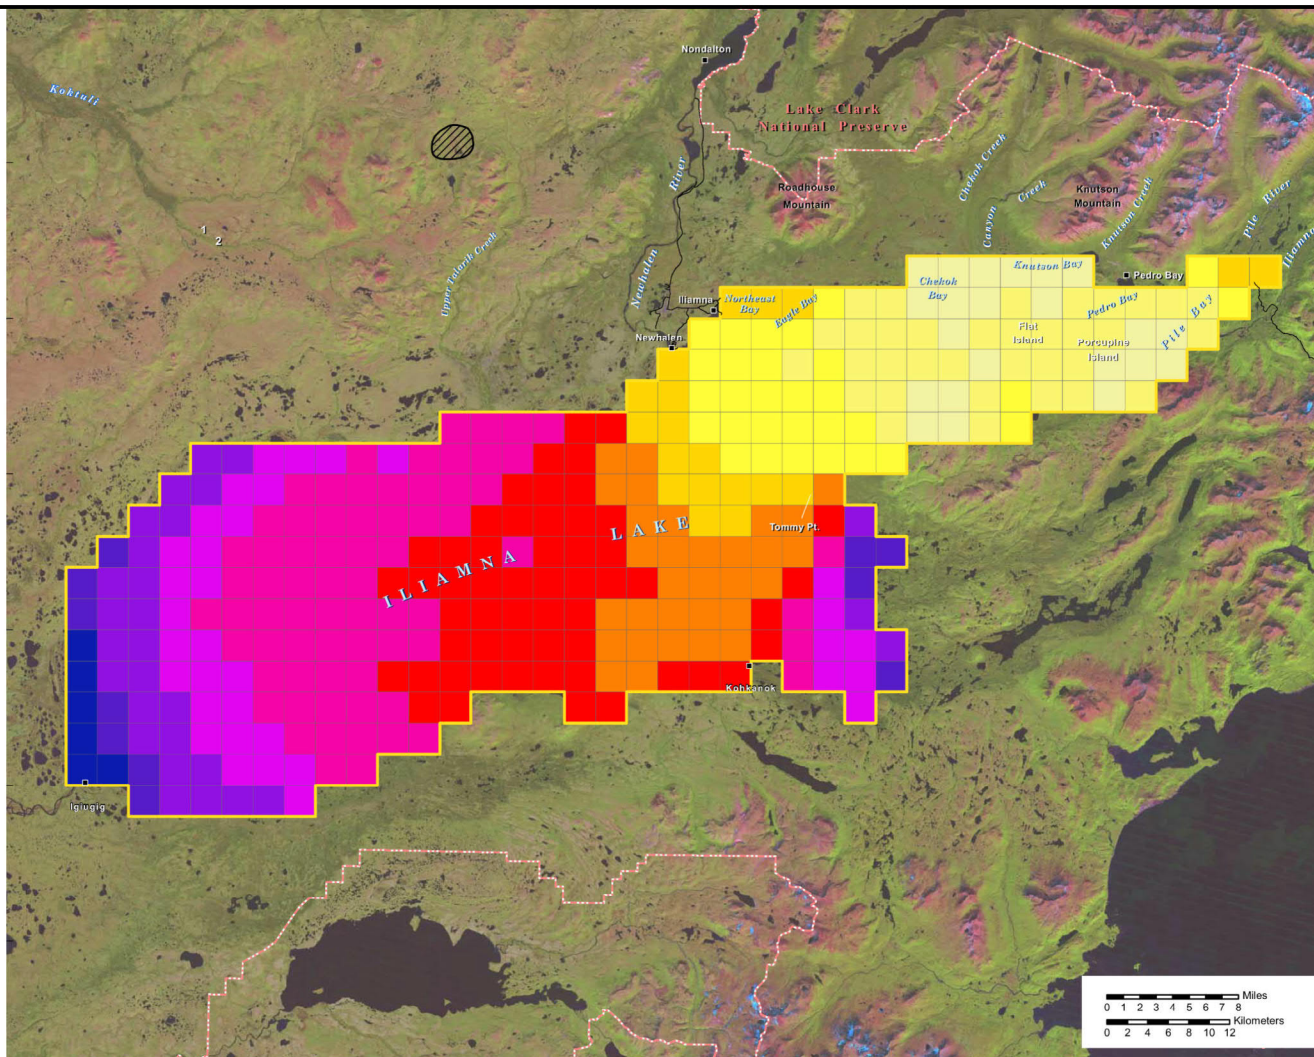 Nondalton
Koktuli
Lake Clark
National Preserve
River
Chekok Creek
Roadhouse
Mountain
Creek
Canyon
Knutson
Mountain
Knutson Creek
Pile River
1
2
Upper Talarik Creek
Newhalen
Iliamna
Knutson Bay
Chekok
Bay
Pedro Bay
Iliamna
Northeast
Bay
Eagle Bay
Pedro Bay
Pile Bay
Flat
Island
Porcupine
Island
Newhalen
LAKE
Tommy Pt.
ILIAMNA
Kohkanok
Igiugig
Miles
0 1 2 3 4 5 6 7 8
Kilometers
0 2 4 6 8 10 12